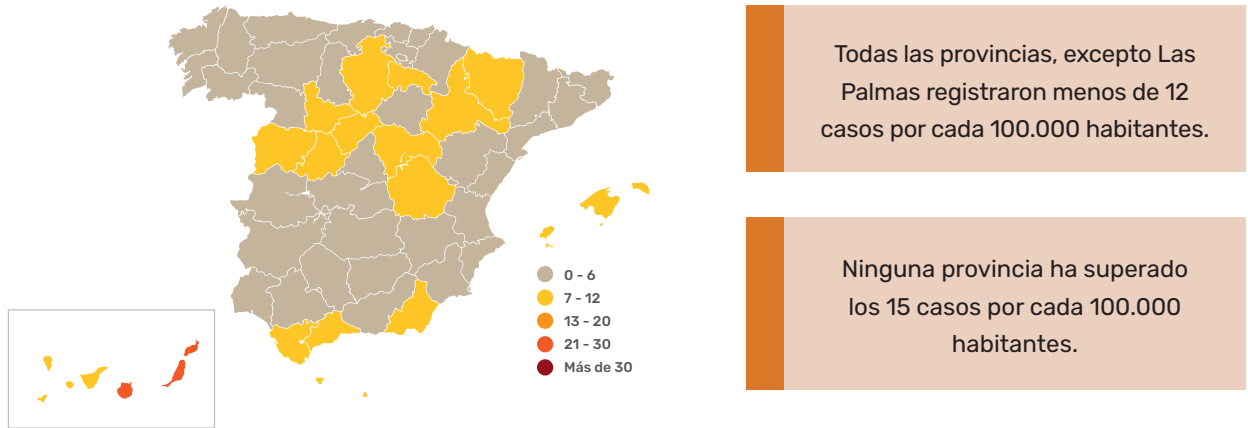 Todas las provincias, excepto Las
Palmas registraron menos de 12
casos por cada 100.000 habitantes.
Ninguna provincia ha superado
los 15 casos por cada 100.000
habitantes.
0 - 6
7 - 12
13 - 20
21 - 30
Más de 30